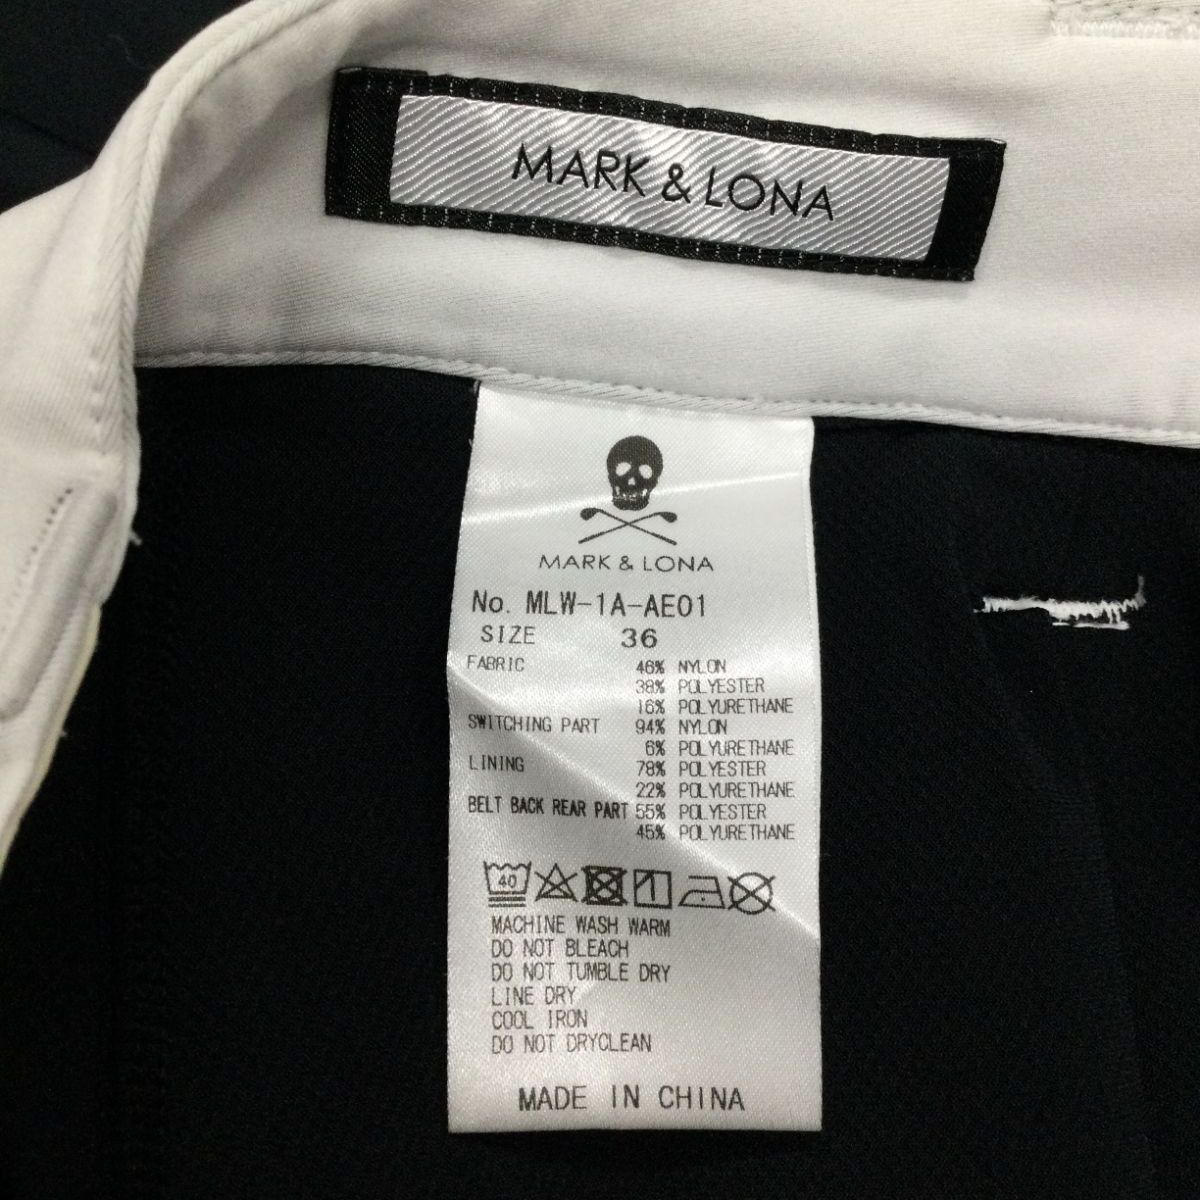 MARK & LONA
MARK & LONA
No. MLW-1A-AE01
SIZE 36
FABRIC 46% NYLON
38% POLYESTER
16% POLYURETHANE
SWITCHING PART 94% NYLON
6% POLYURETHANE
LINING 78% POLYESTER
22% POLYURETHANE
BELT BACK REAR PART 55% POLYESTER
45% POLYURETHANE
40
MACHINE WASH WARM
DO NOT BLEACH
DO NOT TUMBLE DRY
LINE DRY
COOL IRON
DO NOT DRYCLEAN
MADE IN CHINA